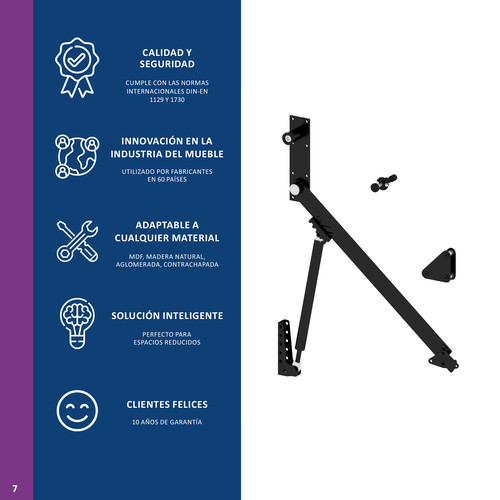 CALIDAD Y
SEGURIDAD
CUMPLE CON LAS NORMAS
INTERNACIONALES DIN-EN
1129 Y 1730
INNOVACIÓN EN LA
INDUSTRIA DEL MUEBLE
UTILIZADO POR FABRICANTES
EN 60 PAÍSES
ADAPTABLE A
CUALQUIER MATERIAL
MDF, MADERA NATURAL,
AGLOMERADA, CONTRACHAPADA
SOLUCIÓN INTELIGENTE
PERFECTO PARA
ESPACIOS REDUCIDOS
CLIENTES FELICES
10 AÑOS DE GARANTÍA
7